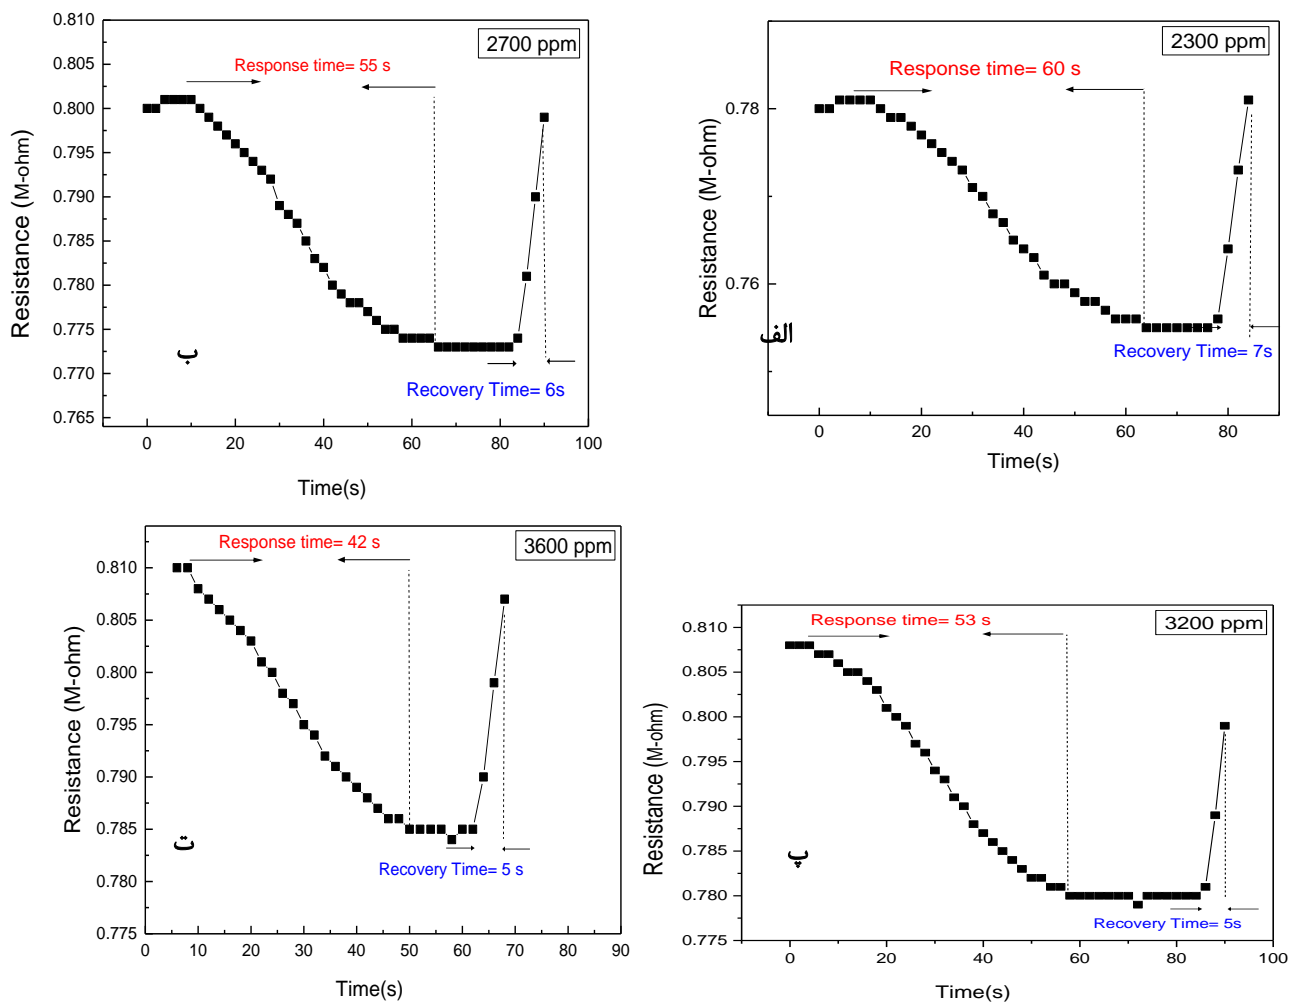 2700 ppm
Response time= 55 s
Resistance (M-ohm)
0.810
0.805
0.800
0.795
0.790
0.785
0.780
0.775
0.770
0.765
ب
Recovery Time= 6s
0 20 40 60 80 100
Time(s)
2300 ppm
Response time= 60 s
Resistance (M-ohm)
0.78
0.76
الف
Recovery Time= 7s
0 20 40 60 80
Time(s)
3600 ppm
Response time= 42 s
Resistance (M-ohm)
0.810
0.805
0.800
0.795
0.790
0.785
0.780
0.775
ت
Recovery Time= 5 s
0 10 20 30 40 50 60 70 80 90
Time(s)
3200 ppm
Response time= 53 s
Resistance (M-ohm)
0.810
0.805
0.800
0.795
0.790
0.785
0.780
0.775
پ
Recovery Time= 5s
0 20 40 60 80 100
Time(s)